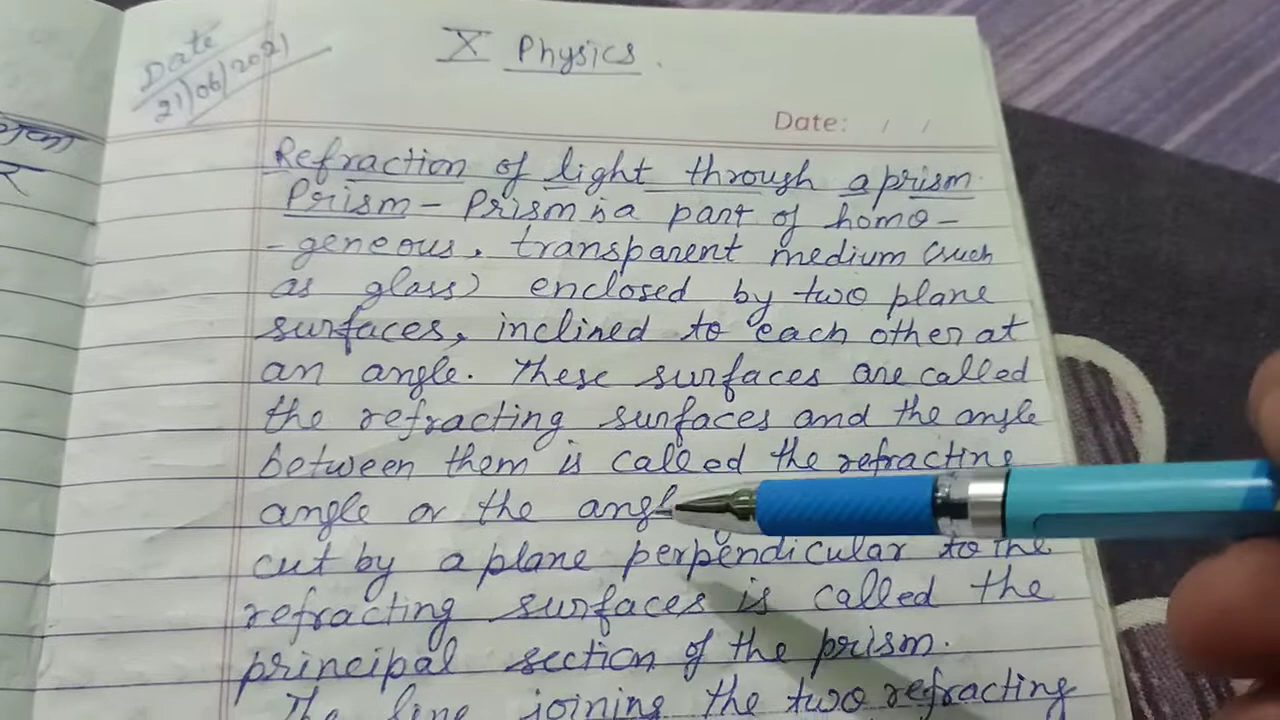 Date
21/06/2021
X Physics.
Date: / /
Refraction of light through a prism
Prism - Prism is a part of homo-
-geneous, transparent medium (such
as glass) enclosed by two plane
surfaces, inclined to each other at
an angle. These surfaces are called
the refracting surfaces and the angle
between them is called the refracting
angle or the angl
cut by a plane perpendicular to the
refracting surfaces is called the
principal section of the prism.
The line joining the two refracting